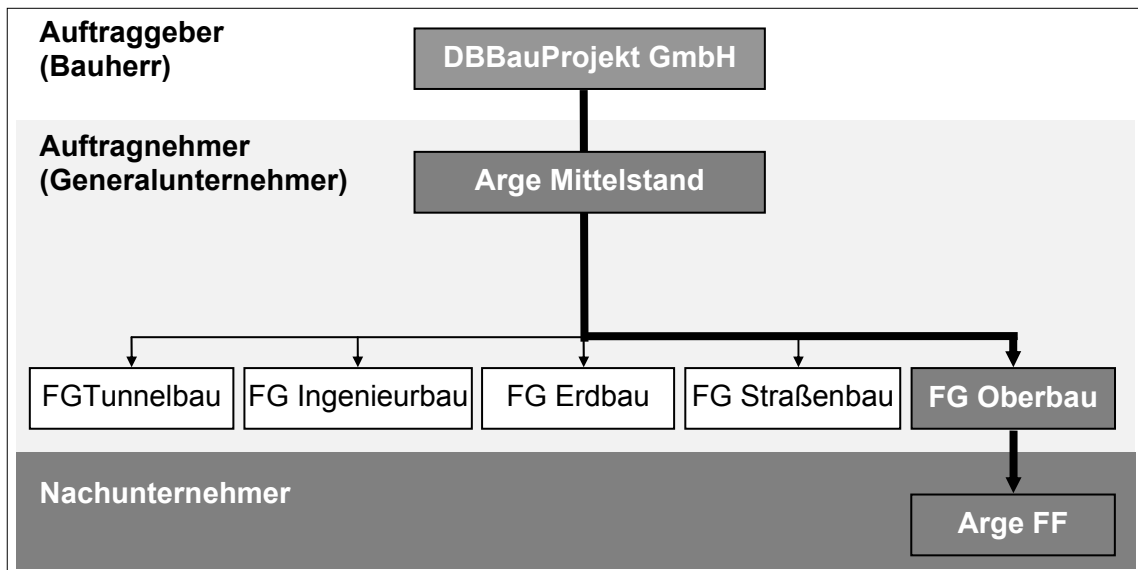 Auftraggeber
(Bauherr)
DBBauProjekt GmbH
Auftragnehmer
(Generalunternehmer)
Arge Mittelstand
FGTunnelbau
FG Ingenieurbau
FG Erdbau
FG Straßenbau
FG Oberbau
Nachunternehmer
Arge FF